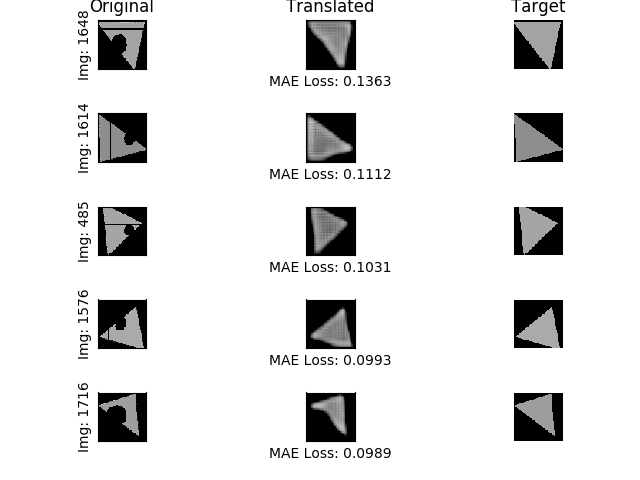 Original Translated Target
Img: 1648
MAE Loss: 0.1363
Img: 1614
MAE Loss: 0.1112
Img: 485
MAE Loss: 0.1031
Img: 1576
MAE Loss: 0.0993
Img: 1716
MAE Loss: 0.0989